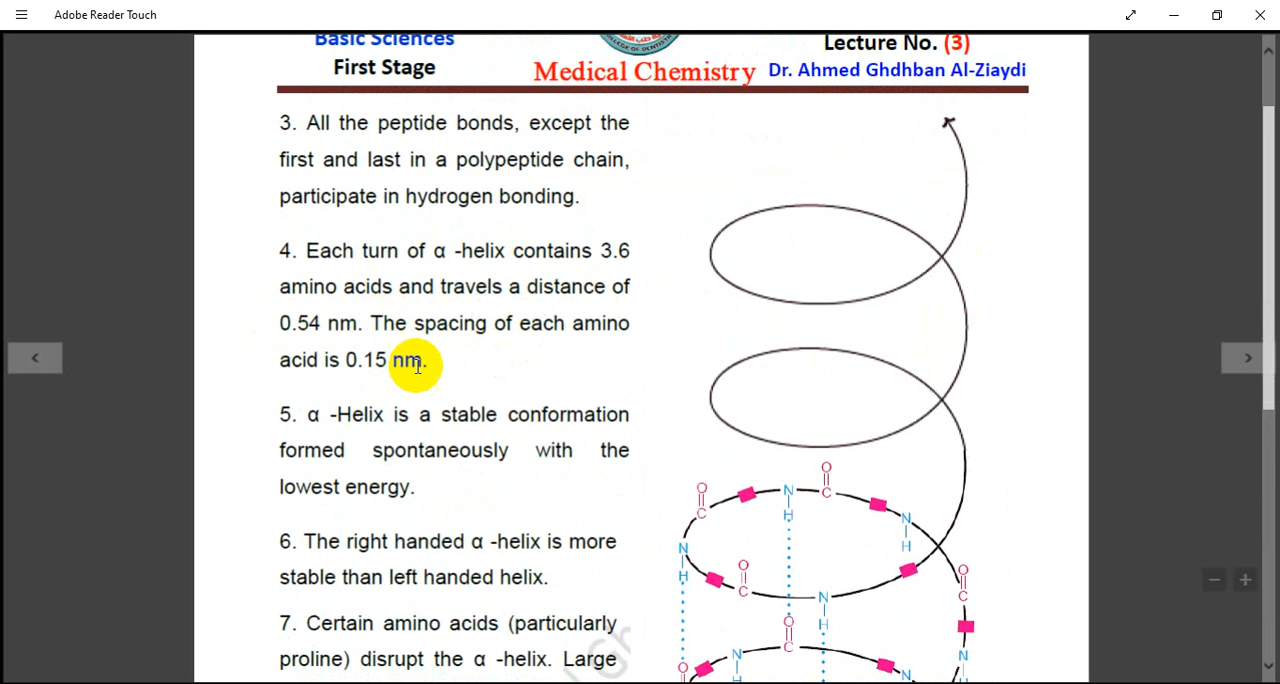 Adobe Reader Touch
Basic Sciences
First Stage
COLLEGE OF DENTISTRY
Medical Chemistry
Lecture No. (3)
Dr. Ahmed Ghdhban Al-Ziaydi
3. All the peptide bonds, except the
first and last in a polypeptide chain,
participate in hydrogen bonding.
4. Each turn of α -helix contains 3.6
amino acids and travels a distance of
0.54 nm. The spacing of each amino
acid is 0.15 nm.
5. α -Helix is a stable conformation
formed spontaneously with the
lowest energy.
6. The right handed α -helix is more
stable than left handed helix.
7. Certain amino acids (particularly
proline) disrupt the α -helix. Large
O
C
N
H
O
C
N
H
N
H
O
C
N
H
O
C
O
C
N
H
N
H
O
N